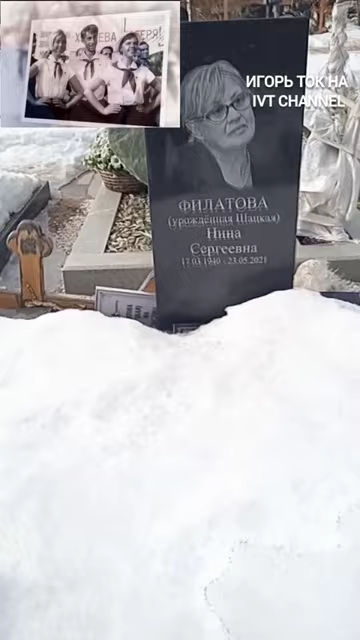 ИГОРЬ ТОК НА
IVT CHANNEL
ФИЛАТОВА
(урождённая Шацкая)
Нина
Сергеевна
17.03.1940 - 23.05.2021